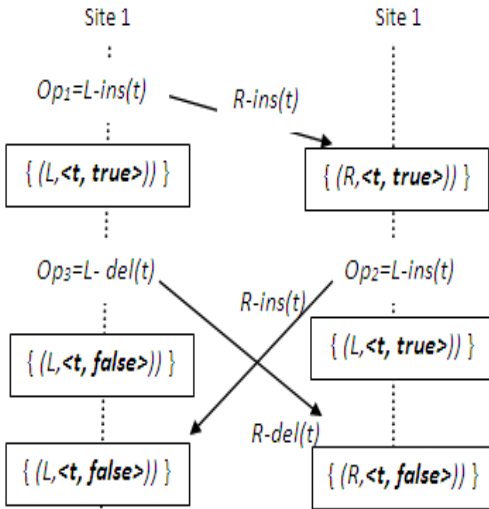 Site 1 Site 1
Op1=L-ins(t)
R-ins(t)
{ (L,<t, true>)) }
{ (R,<t, true>)) }
Op3=L- del(t)
Op2=L-ins(t)
R-ins(t)
{ (L,<t, true>)) }
{ (L,<t, false>)) }
R-del(t)
{ (L,<t, false>)) }
{ (R,<t, false>)) }